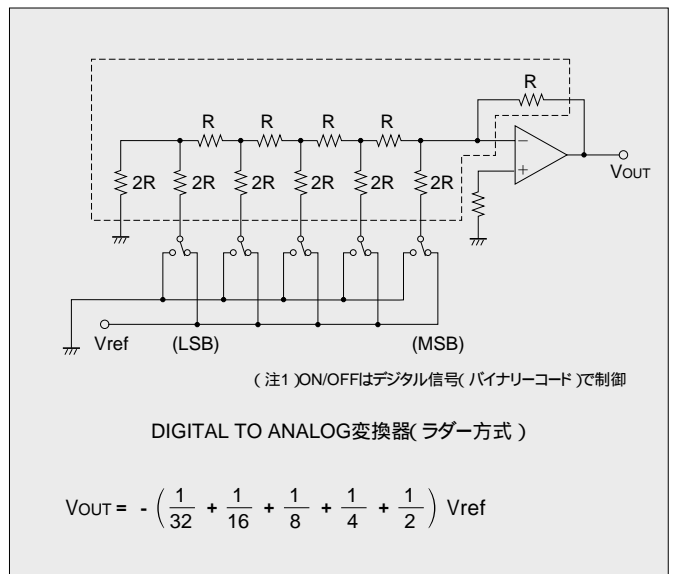 R
R R R R
2R 2R 2R 2R 2R 2R
−
+
VOUT
Vref (LSB) (MSB)
(注1)ON/OFFはデジタル信号(バイナリーコード)で制御
DIGITAL TO ANALOG変換器(ラダー方式)
VOUT = - (1/32 + 1/16 + 1/8 + 1/4 + 1/2) Vref